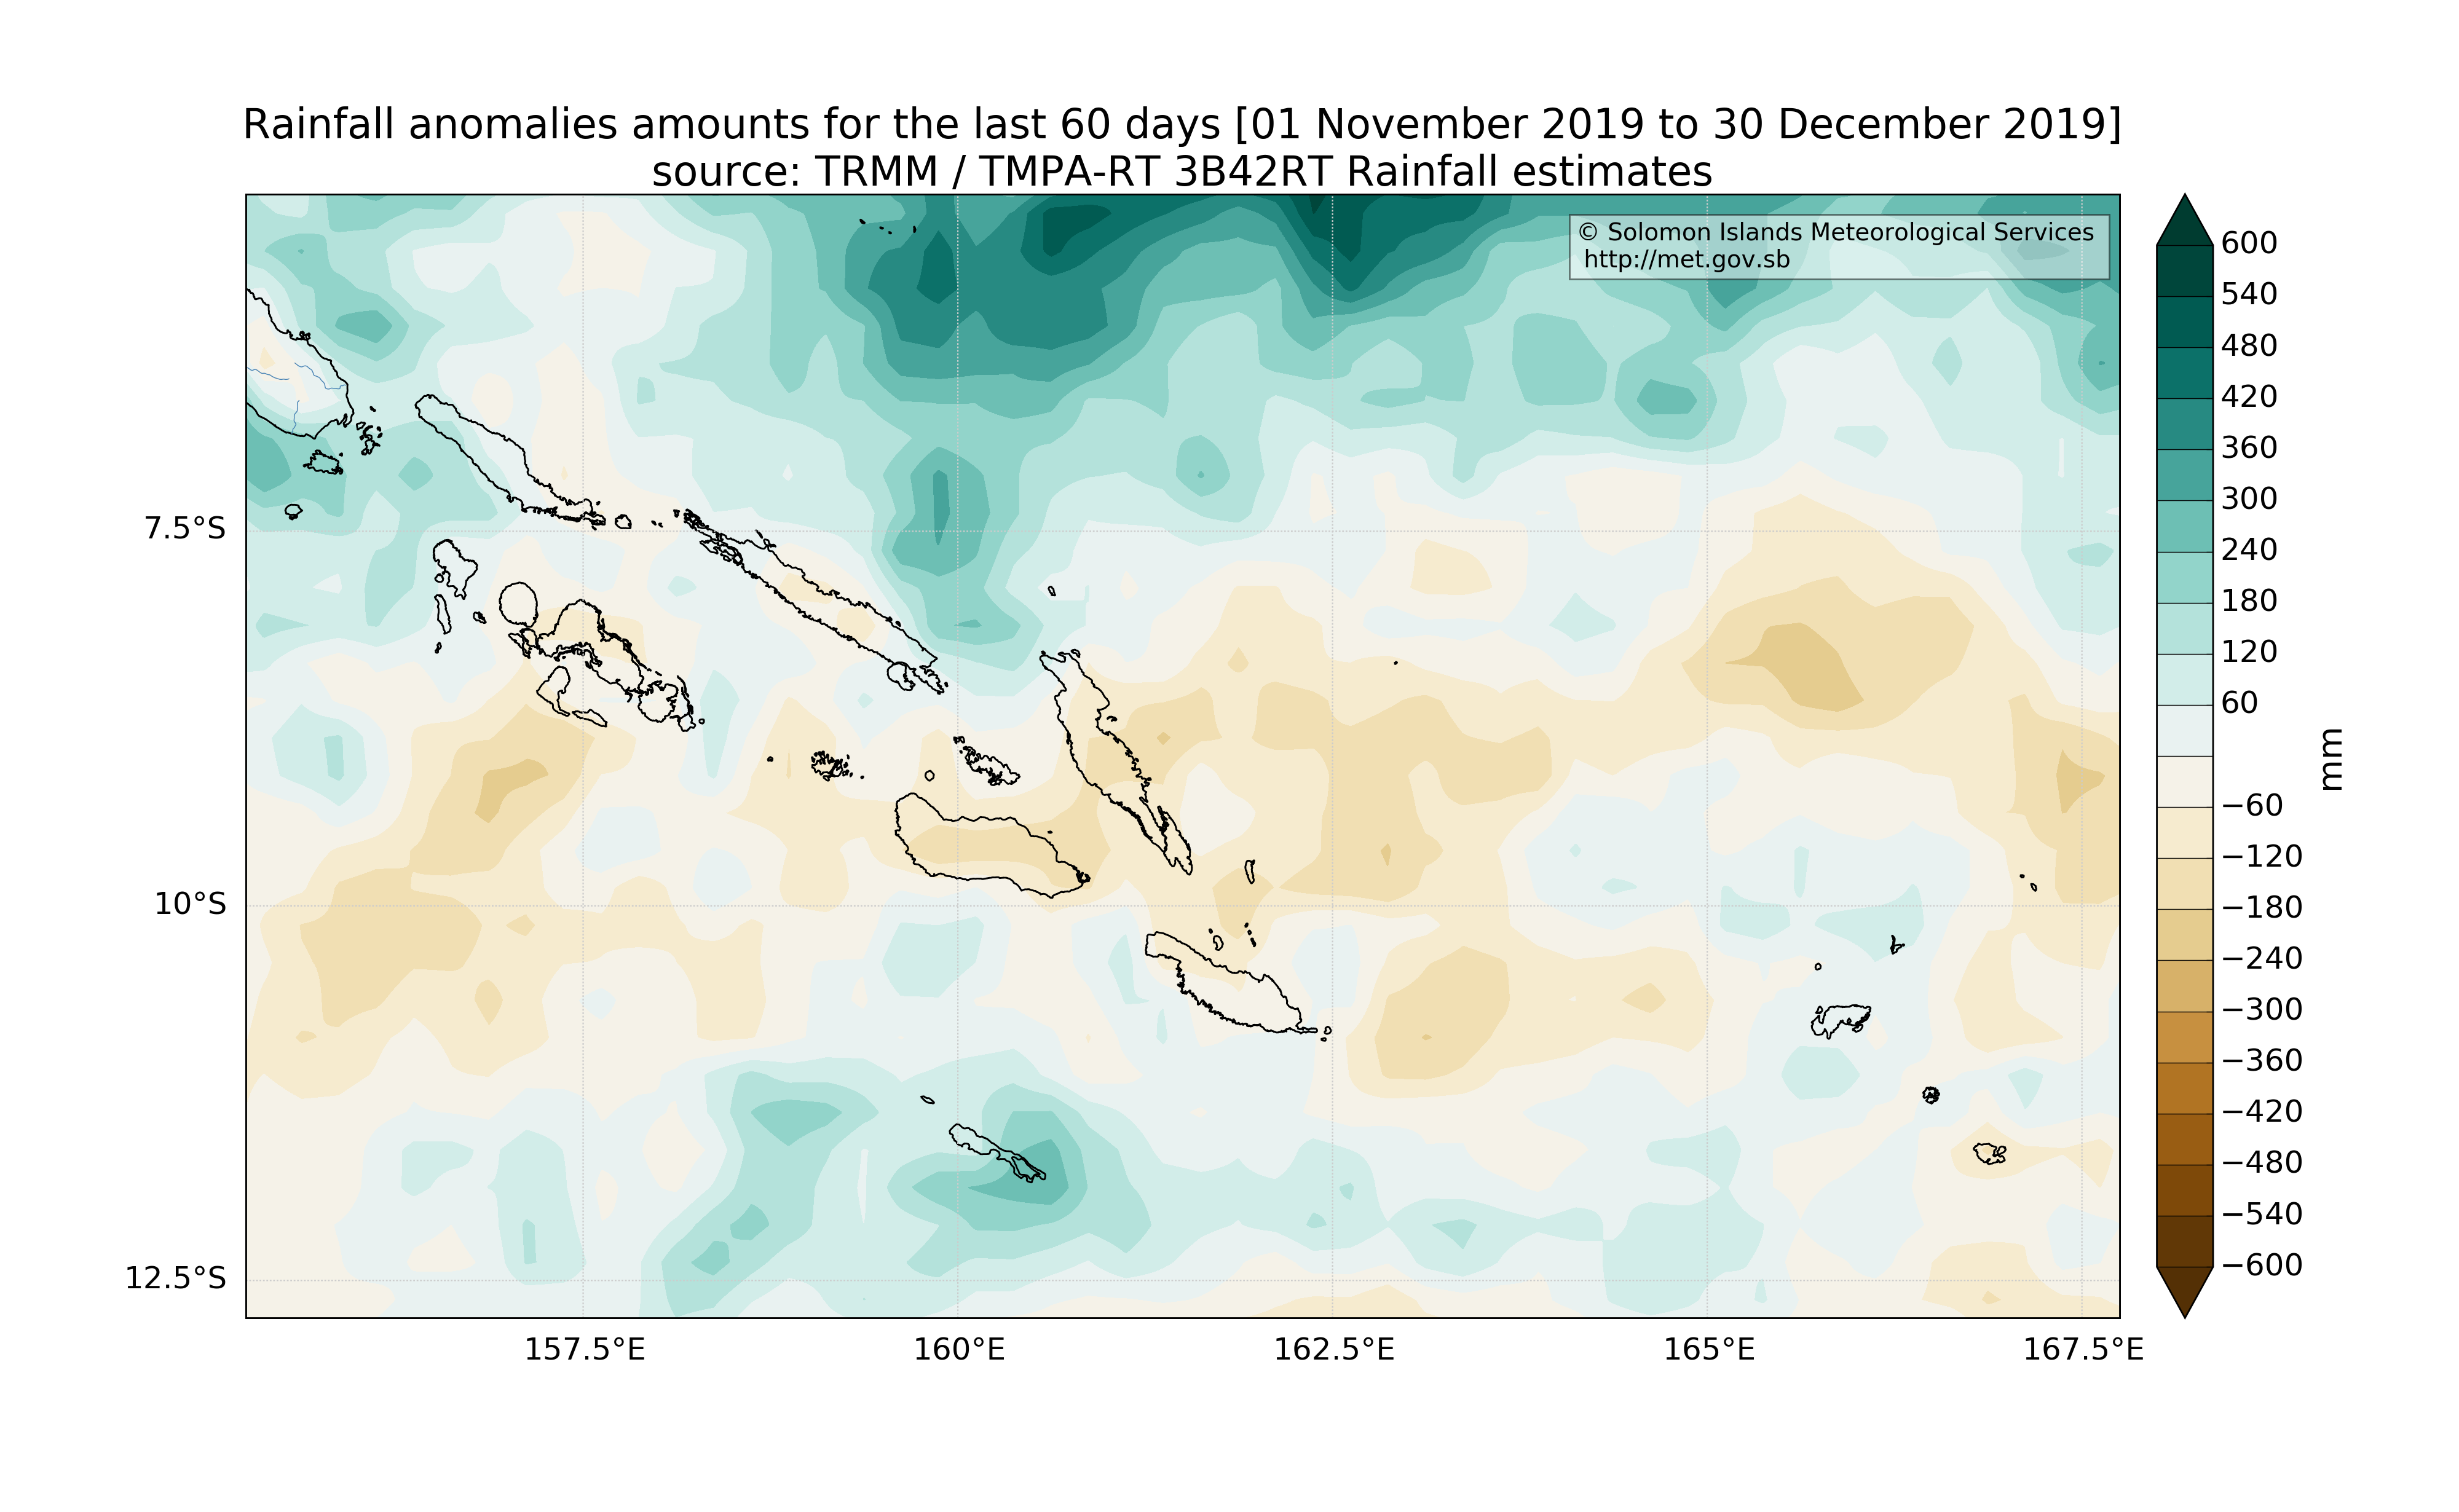 Rainfall anomalies amounts for the last 60 days [01 November 2019 to 30 December 2019]
source: TRMM / TMPA-RT 3B42RT Rainfall estimates
© Solomon Islands Meteorological Services
http://met.gov.sb
7.5°S
10°S
12.5°S
157.5°E
160°E
162.5°E
165°E
167.5°E
600
540
480
420
360
300
240
180
120
60
−60
−120
−180
−240
−300
−360
−420
−480
−540
−600
mm